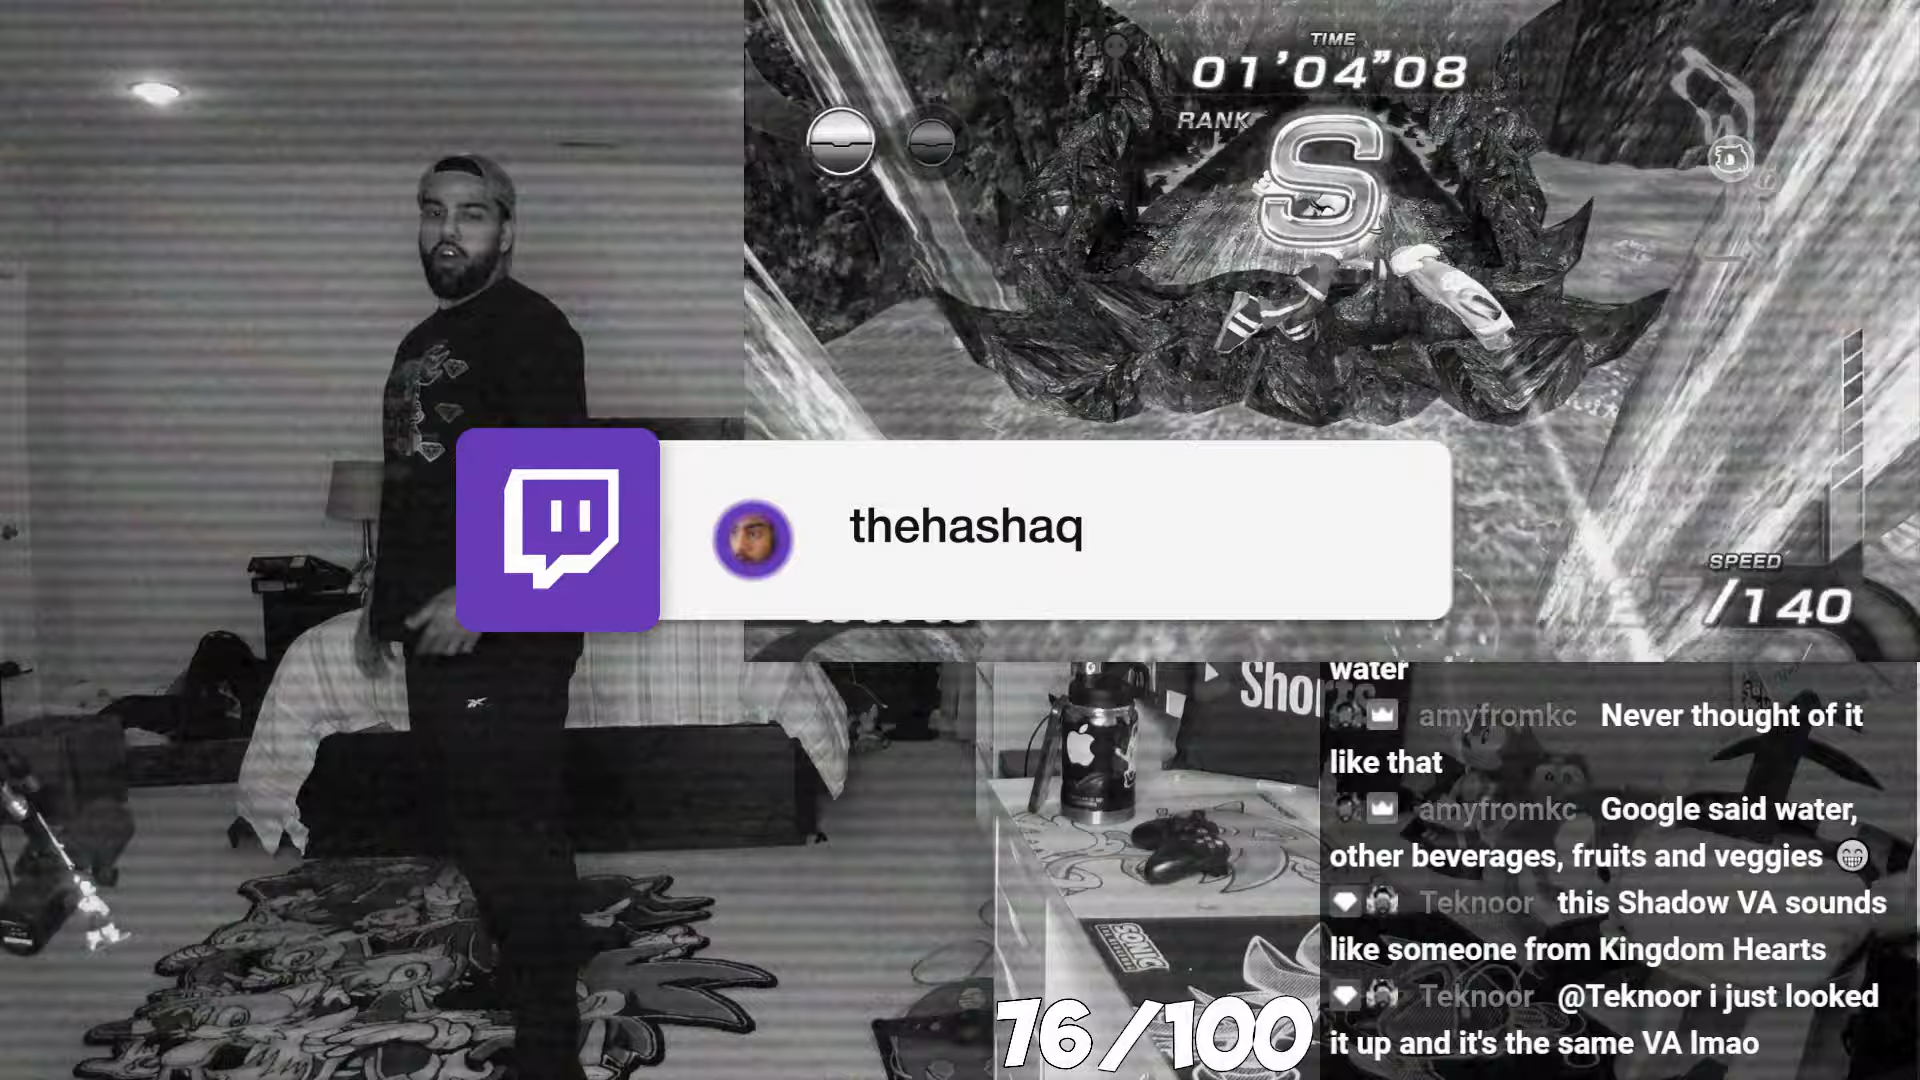 TIME
01'04"08
RANK
S
thehashaq
SPEED
/140
water
amyfromkc Never thought of it
like that
amyfromkc Google said water,
other beverages, fruits and veggies 😁
Teknoor this Shadow VA sounds
like someone from Kingdom Hearts
Teknoor @Teknoor i just looked
it up and it's the same VA lmao
SONIC
76/100